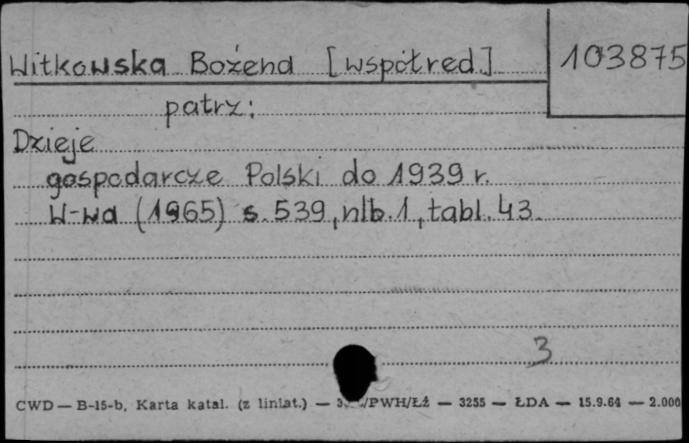 Witkowska Bożena [współred] 103875
patrz:
Dzieje
gospodarcze Polski do 1939 r.
W-wa (1965) s. 539, nlb. 1, tabl. 43.
3
CWD — B-15-b, Karta katal. (z liniat.) — /PWH/ŁŻ — 3255 — ŁDA — 15.9.64 — 2.000